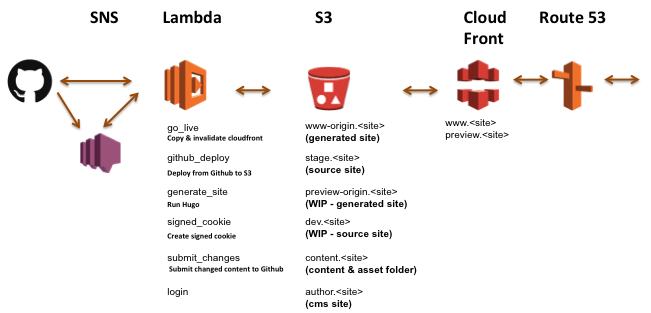 SNS
Lambda
S3
Cloud
Front
Route 53
go_live
Copy & invalidate cloudfront
github_deploy
Deploy from Github to S3
generate_site
Run Hugo
signed_cookie
Create signed cookie
submit_changes
Submit changed content to Github
login
www-origin.<site>
(generated site)
stage.<site>
(source site)
preview-origin.<site>
(WIP - generated site)
dev.<site>
(WIP - source site)
content.<site>
(content & asset folder)
author.<site>
(cms site)
www.<site>
preview.<site>